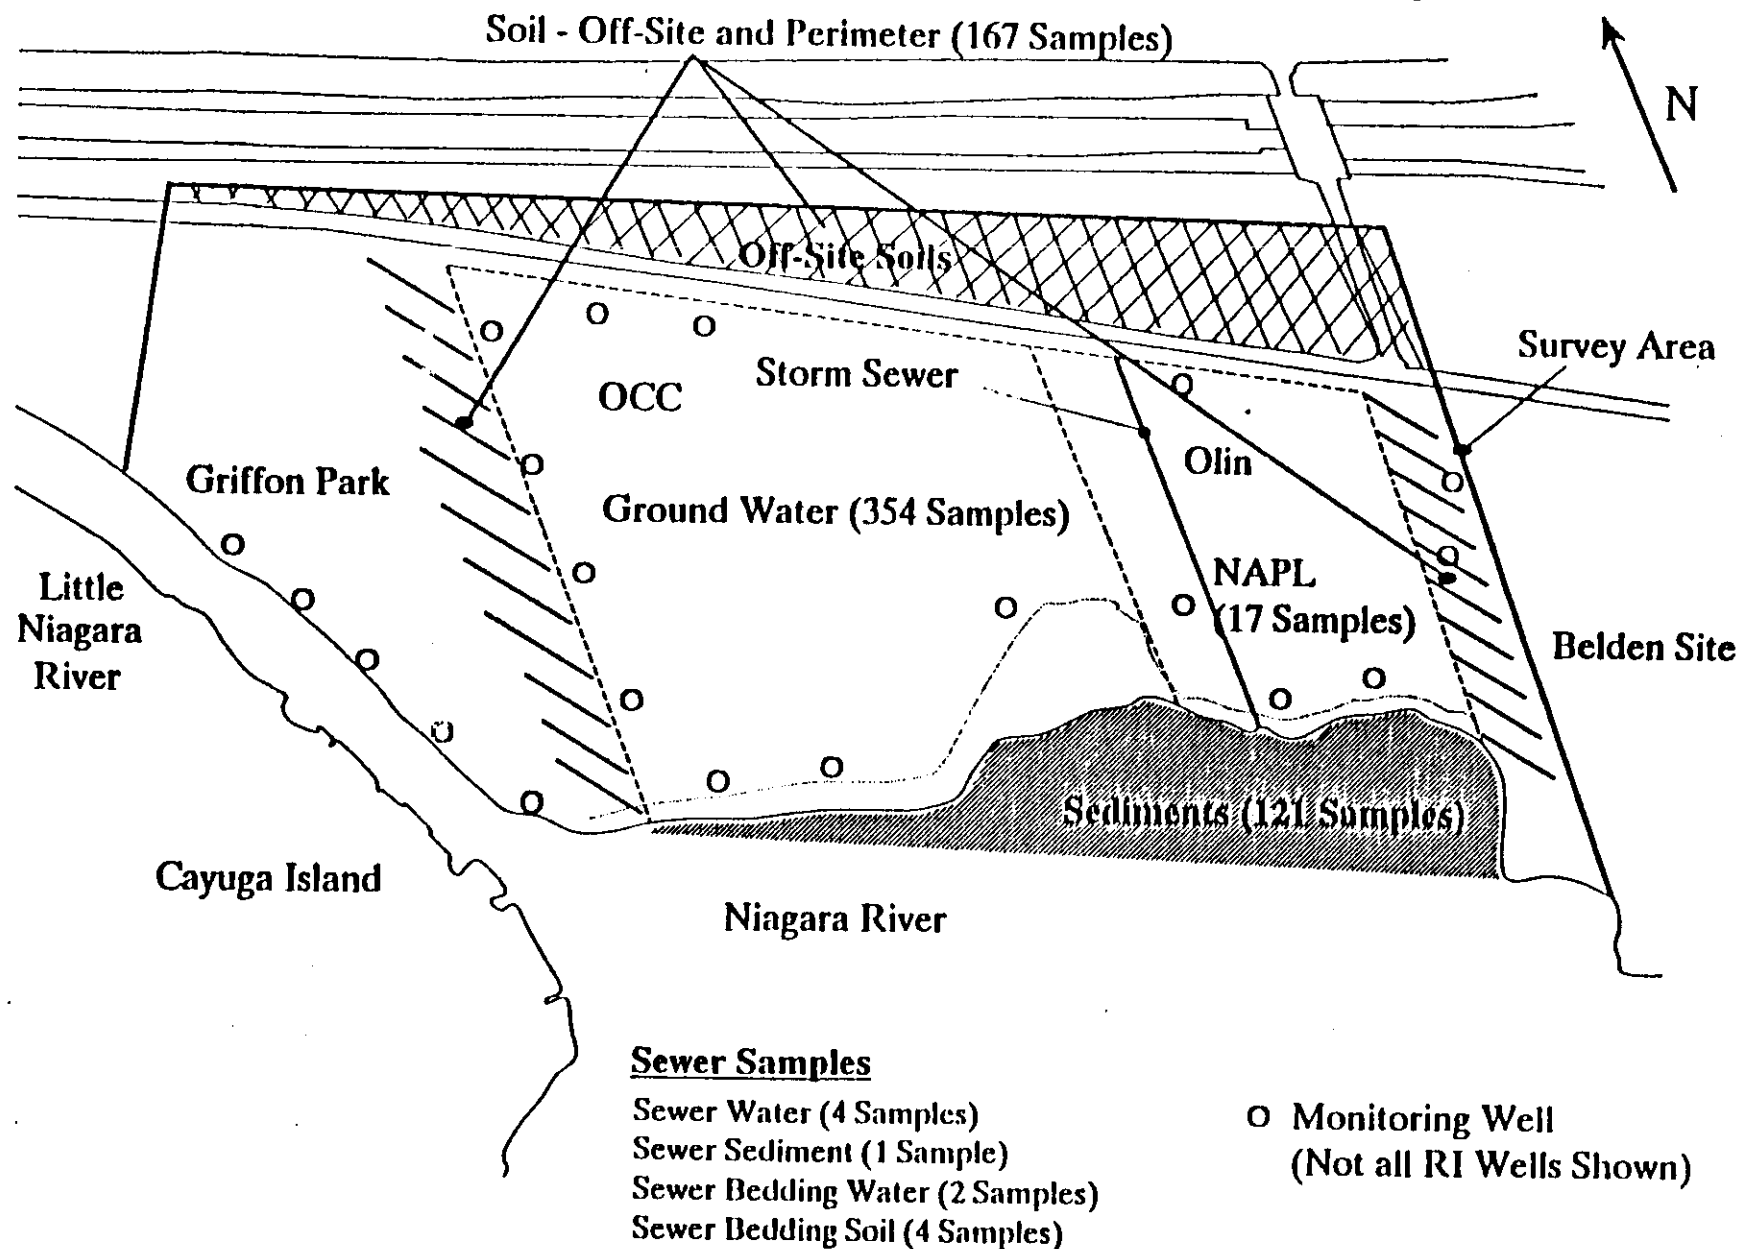 Soil - Off-Site and Perimeter (167 Samples)
N
Off-Site Soils
Survey Area
Storm Sewer
OCC
Olin
Griffon Park
Ground Water (354 Samples)
NAPL
(17 Samples)
Little
Niagara
River
Belden Site
Sediments (121 Samples)
Cayuga Island
Niagara River
Sewer Samples
Sewer Water (4 Samples)
Sewer Sediment (1 Sample)
Sewer Bedding Water (2 Samples)
Sewer Bedding Soil (4 Samples)
O Monitoring Well
(Not all RI Wells Shown)